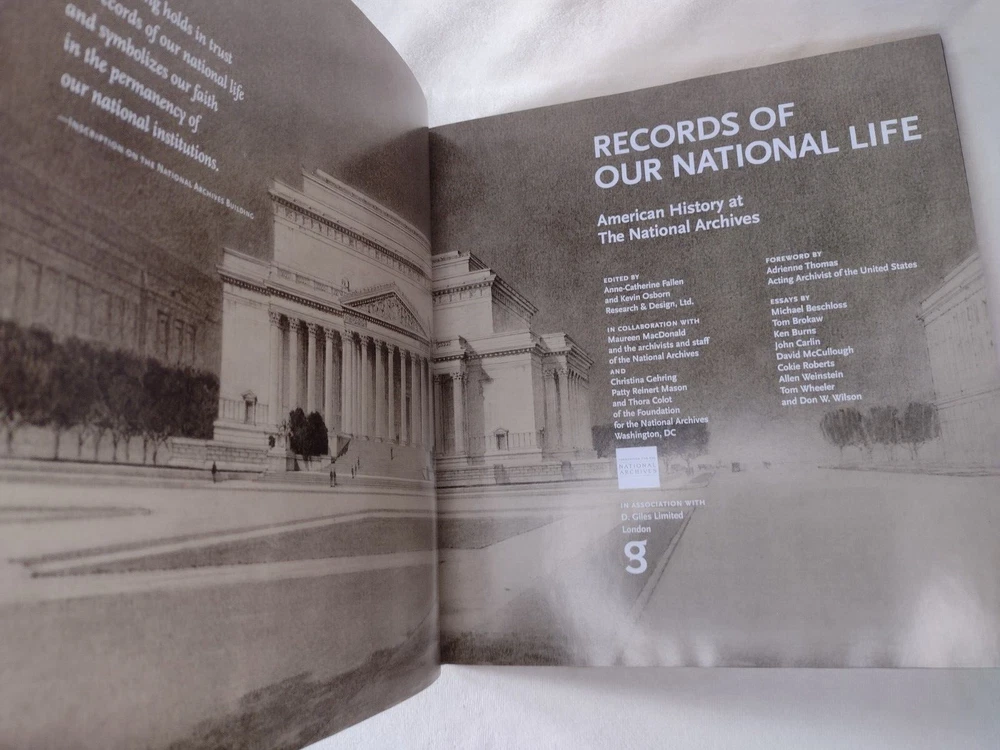 holds in trust
records of our national life
and symbolizes our faith
in the permanency of
our national institutions.
—Inscription on the National Archives Building
RECORDS OF
OUR NATIONAL LIFE
American History at
The National Archives
EDITED BY
Anne-Catherine Fallen
and Kevin Osborn
Research & Design, Ltd.
IN COLLABORATION WITH
Maureen MacDonald
and the archivists and staff
of the National Archives
AND
Christina Gehring
Patty Reinert Mason
and Thora Colot
of the Foundation
for the National Archives
Washington, DC
NATIONAL
ARCHIVES
IN ASSOCIATION WITH
D. Giles Limited
London
g
FOREWORD BY
Adrienne Thomas
Acting Archivist of the United States
ESSAYS BY
Michael Beschloss
Tom Brokaw
Ken Burns
John Carlin
David McCullough
Cokie Roberts
Allen Weinstein
Tom Wheeler
and Don W. Wilson